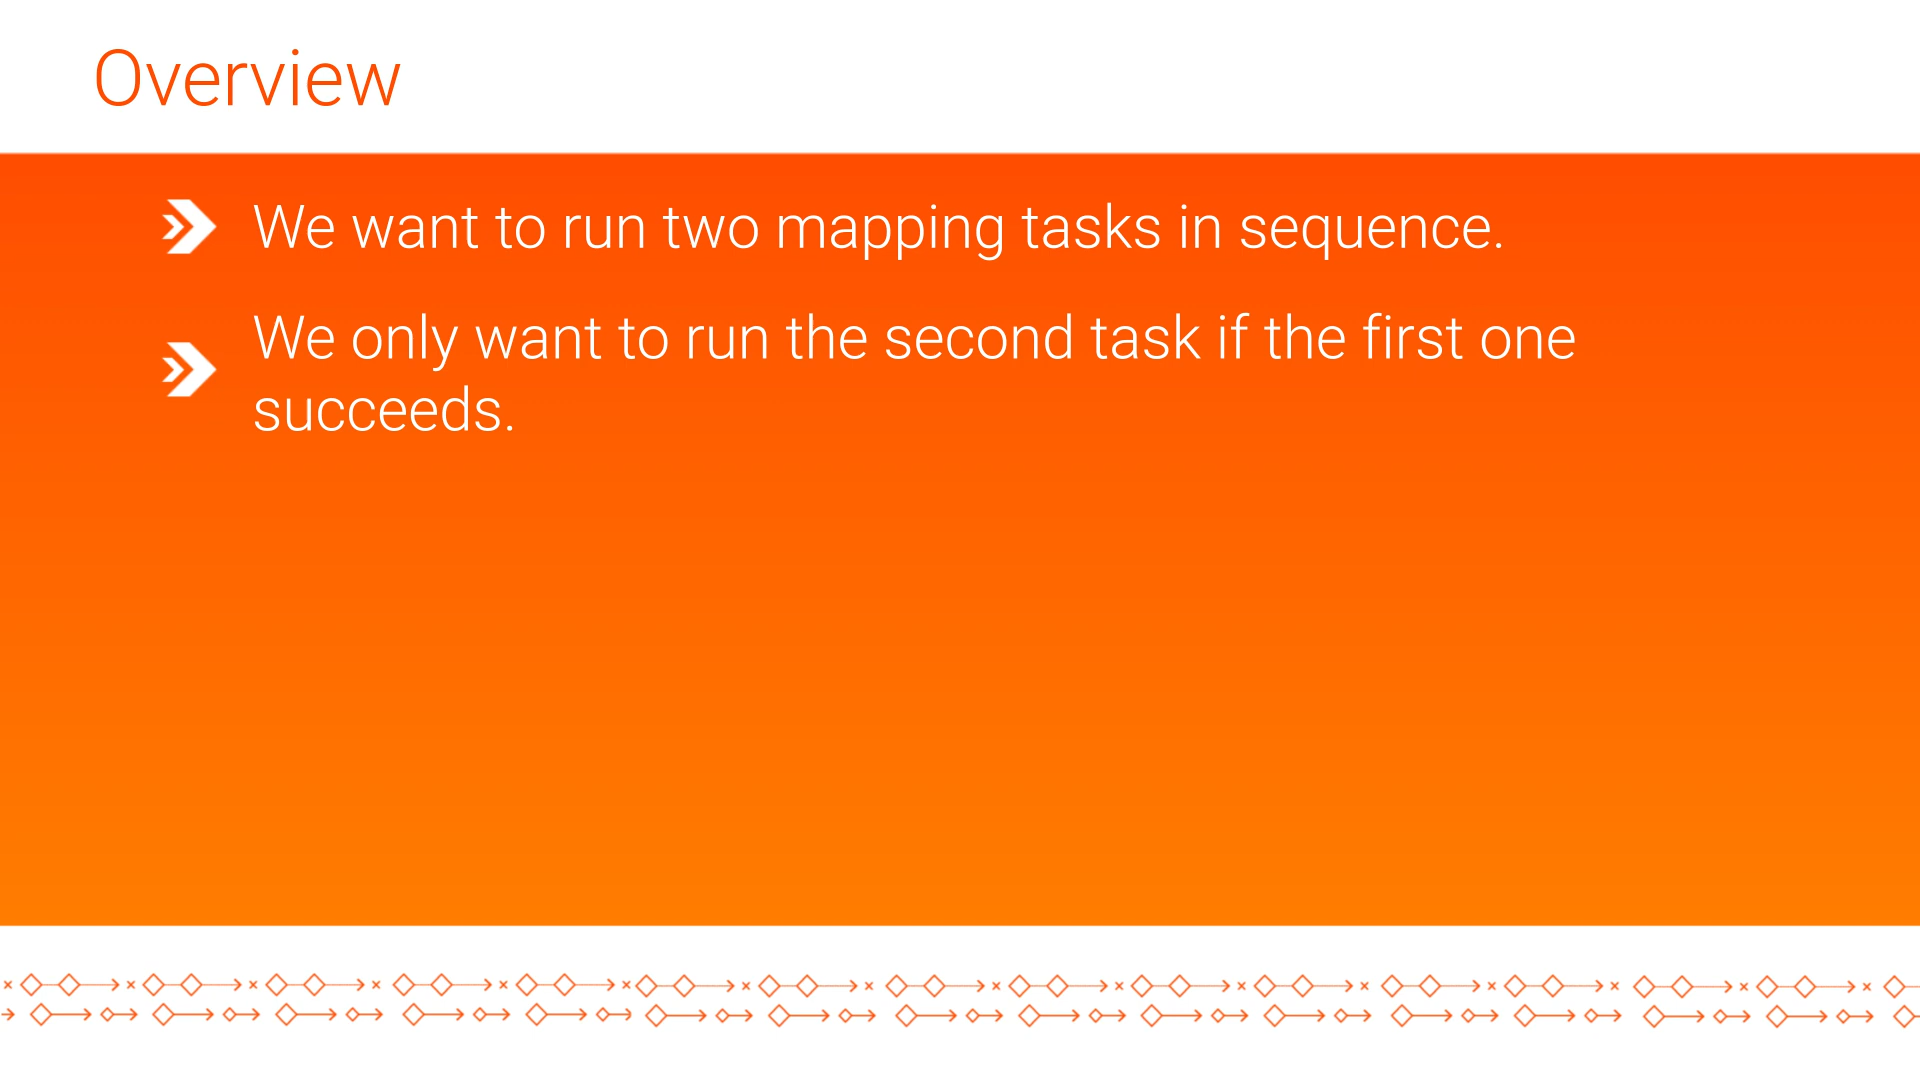 Overview
We want to run two mapping tasks in sequence.
We only want to run the second task if the first one
succeeds.